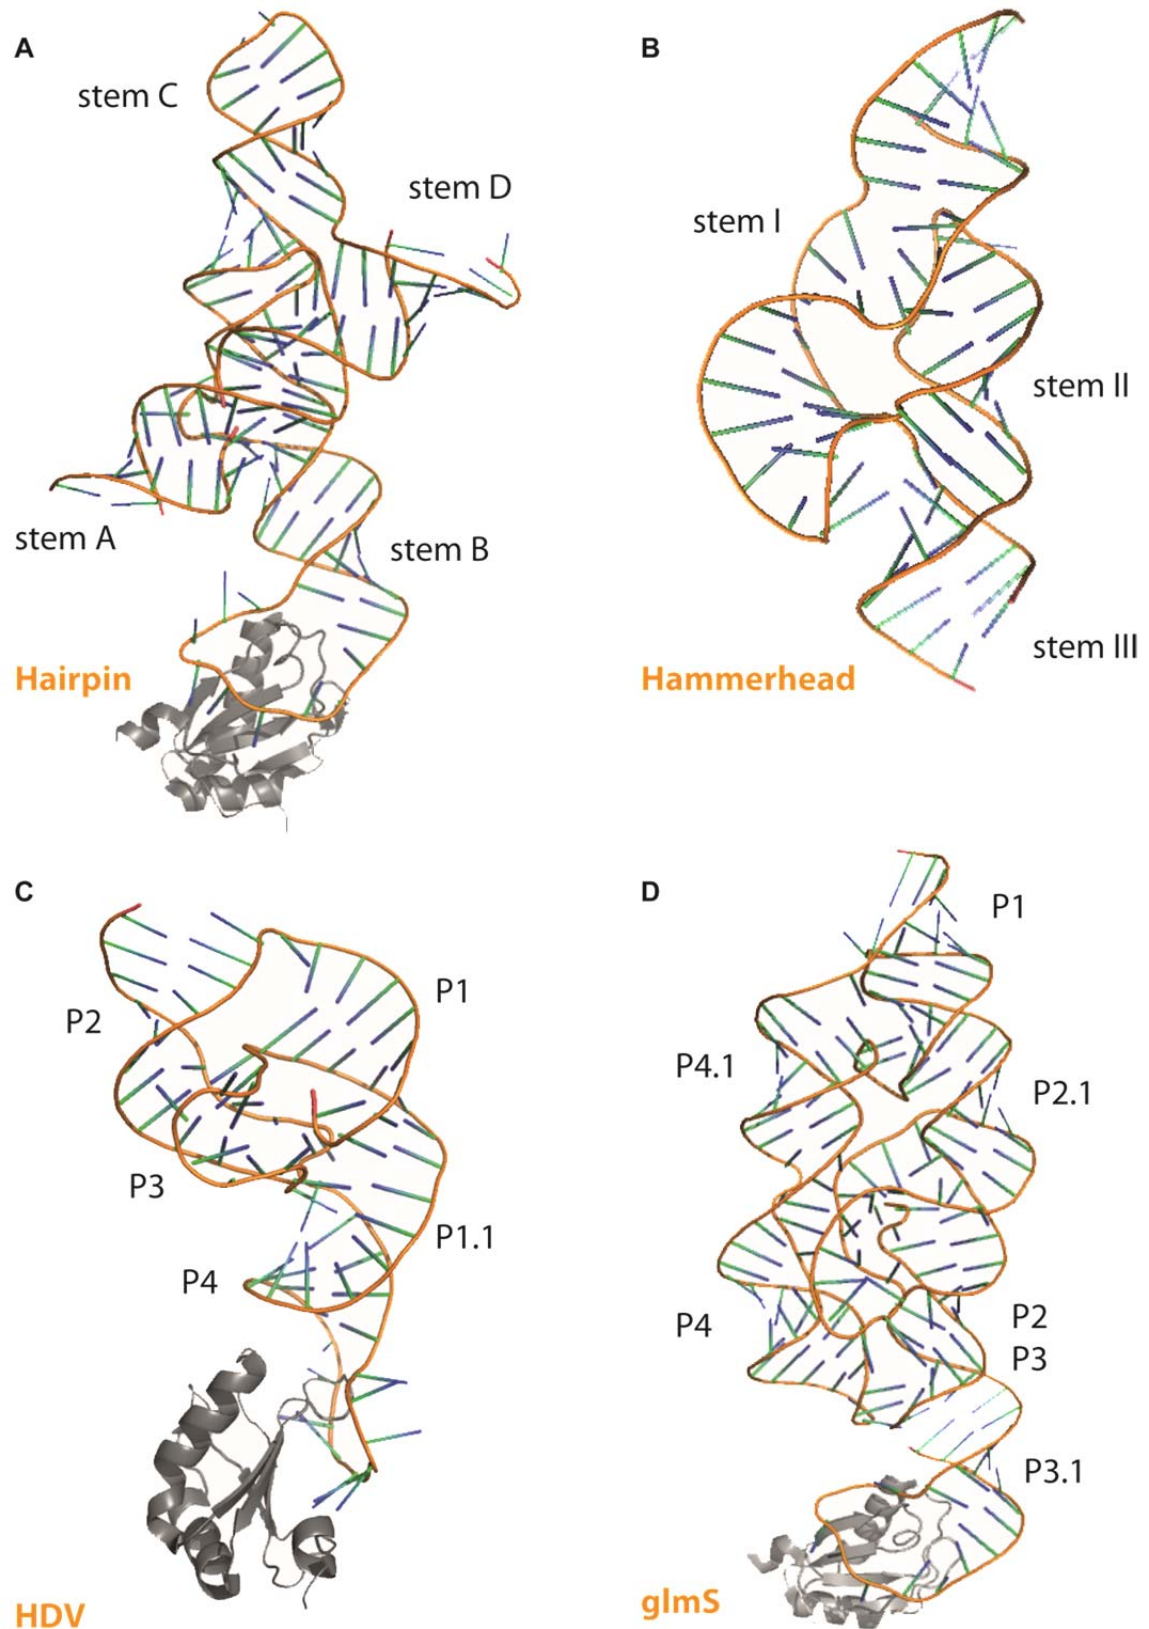 A
stem C
stem D
stem A
stem B
Hairpin
B
stem I
stem II
stem III
Hammerhead
C
P1
P2
P3
P1.1
P4
HDV
D
P1
P4.1
P2.1
P4
P2
P3
P3.1
glmS